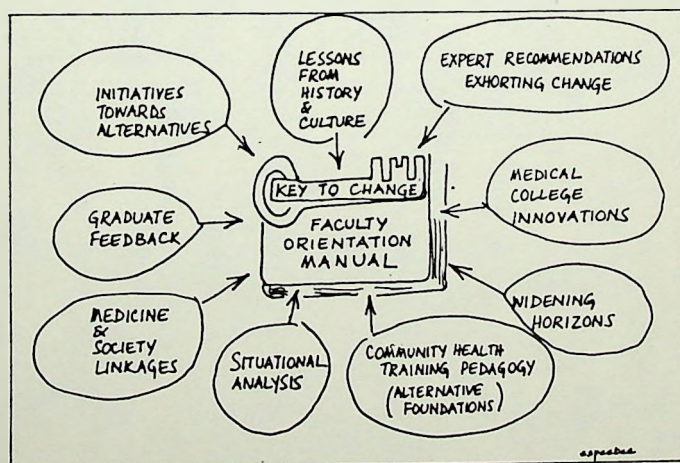 INITIATIVES
TOWARDS
ALTERNATIVES
LESSONS
FROM
HISTORY
&
CULTURE
EXPERT RECOMMENDATIONS
EXHORTING CHANGE
KEY TO CHANGE
FACULTY
ORIENTATION
MANUAL
GRADUATE
FEEDBACK
MEDICAL
COLLEGE
INNOVATIONS
MEDICINE
&
SOCIETY
LINKAGES
SITUATIONAL
ANALYSIS
COMMUNITY HEALTH
TRAINING PEDAGOGY
(ALTERNATIVE
FOUNDATIONS)
WIDENING
HORIZONS